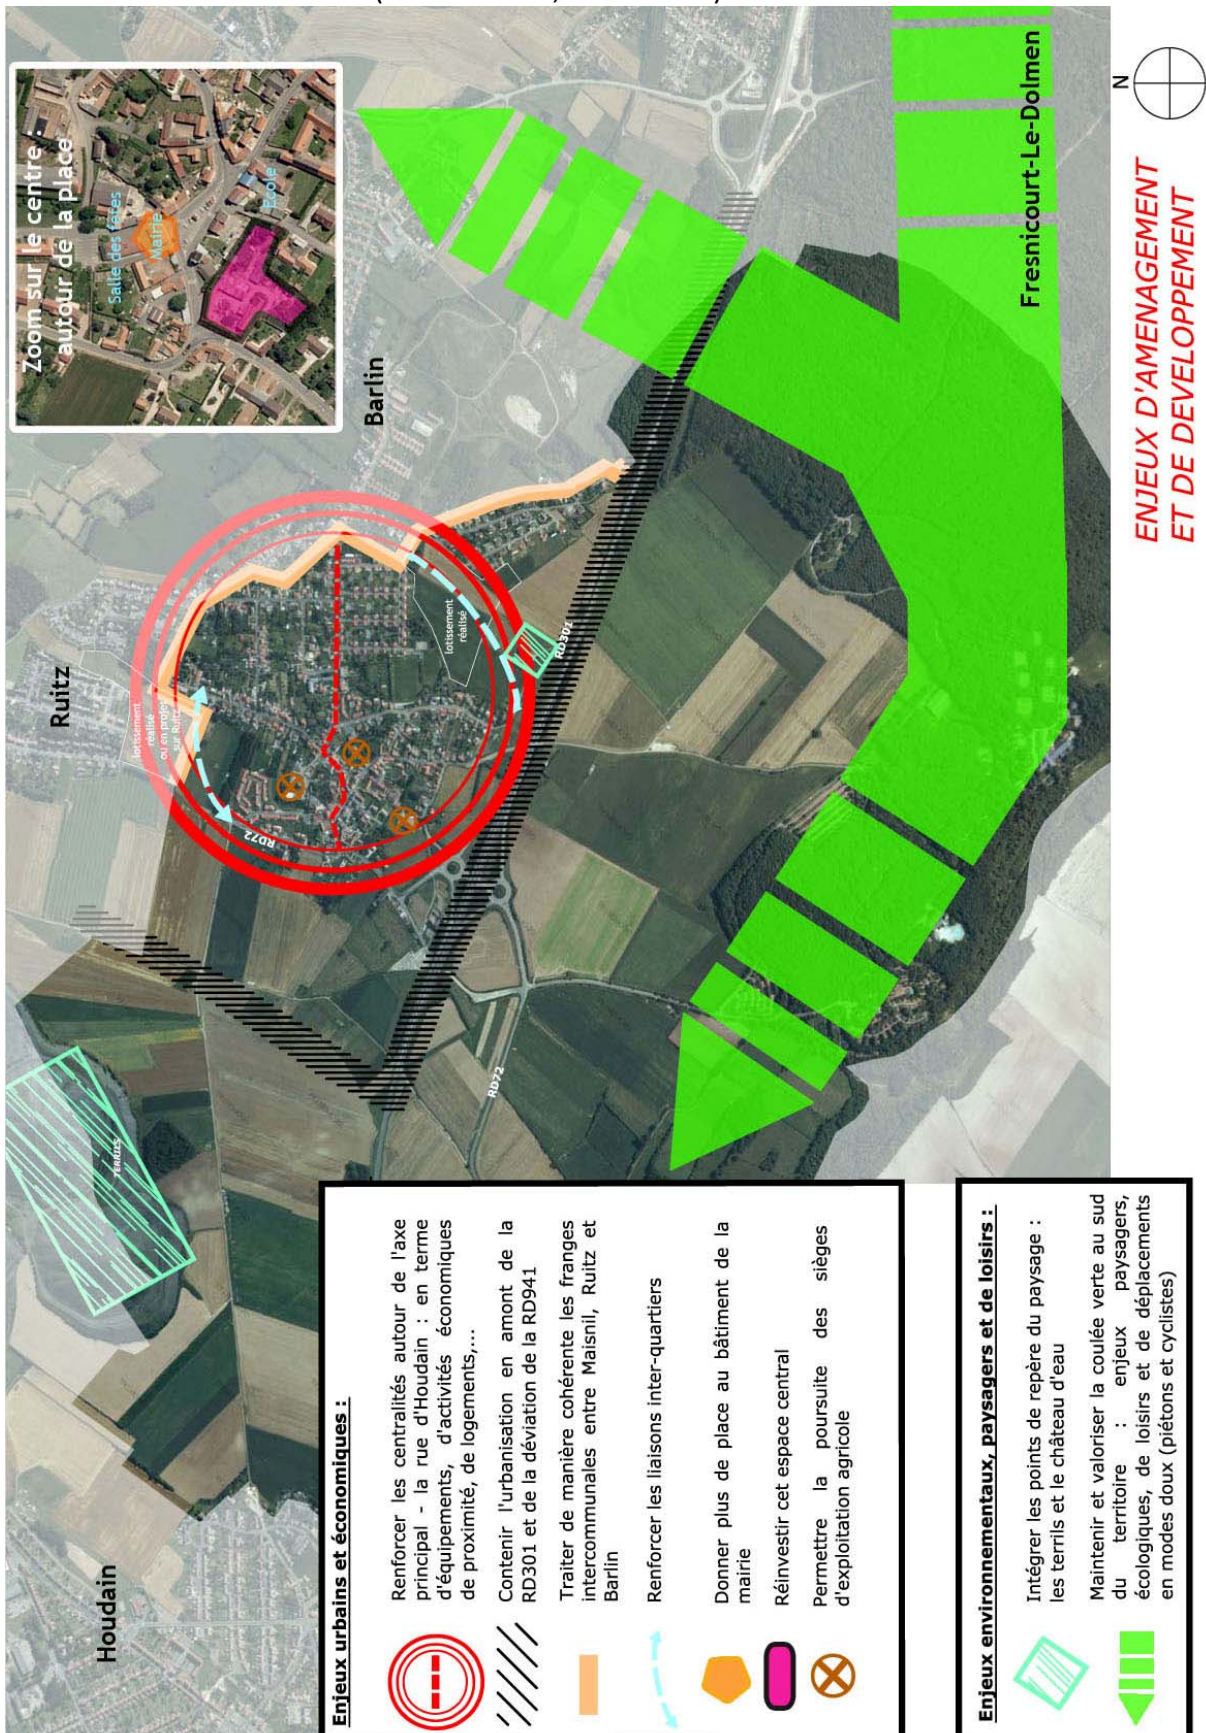 Zoom sur le centre :
autour de la place
Salle des fêtes
Mairie
Ecole
Houdain
Ruitz
Barlin
Fresnicourt-Le-Dolmen
TERRILS
lotissement
réalisé
ou en projet
sur Ruitz
RD72
lotissement
réalisé
RD301
RD72
N
ENJEUX D'AMENAGEMENT
ET DE DEVELOPPEMENT
Enjeux urbains et économiques :
Renforcer les centralités autour de l'axe
principal - la rue d'Houdain : en terme
d'équipements, d'activités économiques
de proximité, de logements,...
Contenir l'urbanisation en amont de la
RD301 et de la déviation de la RD941
Traiter de manière cohérente les franges
intercommunales entre Maisnil, Ruitz et
Barlin
Renforcer les liaisons inter-quartiers
Donner plus de place au bâtiment de la
mairie
Réinvestir cet espace central
Permettre la poursuite des sièges
d'exploitation agricole
Enjeux environnementaux, paysagers et de loisirs :
Intégrer les points de repère du paysage :
les terrils et le château d'eau
Maintenir et valoriser la coulée verte au sud
du territoire : enjeux paysagers,
écologiques, de loisirs et de déplacements
en modes doux (piétons et cyclistes)